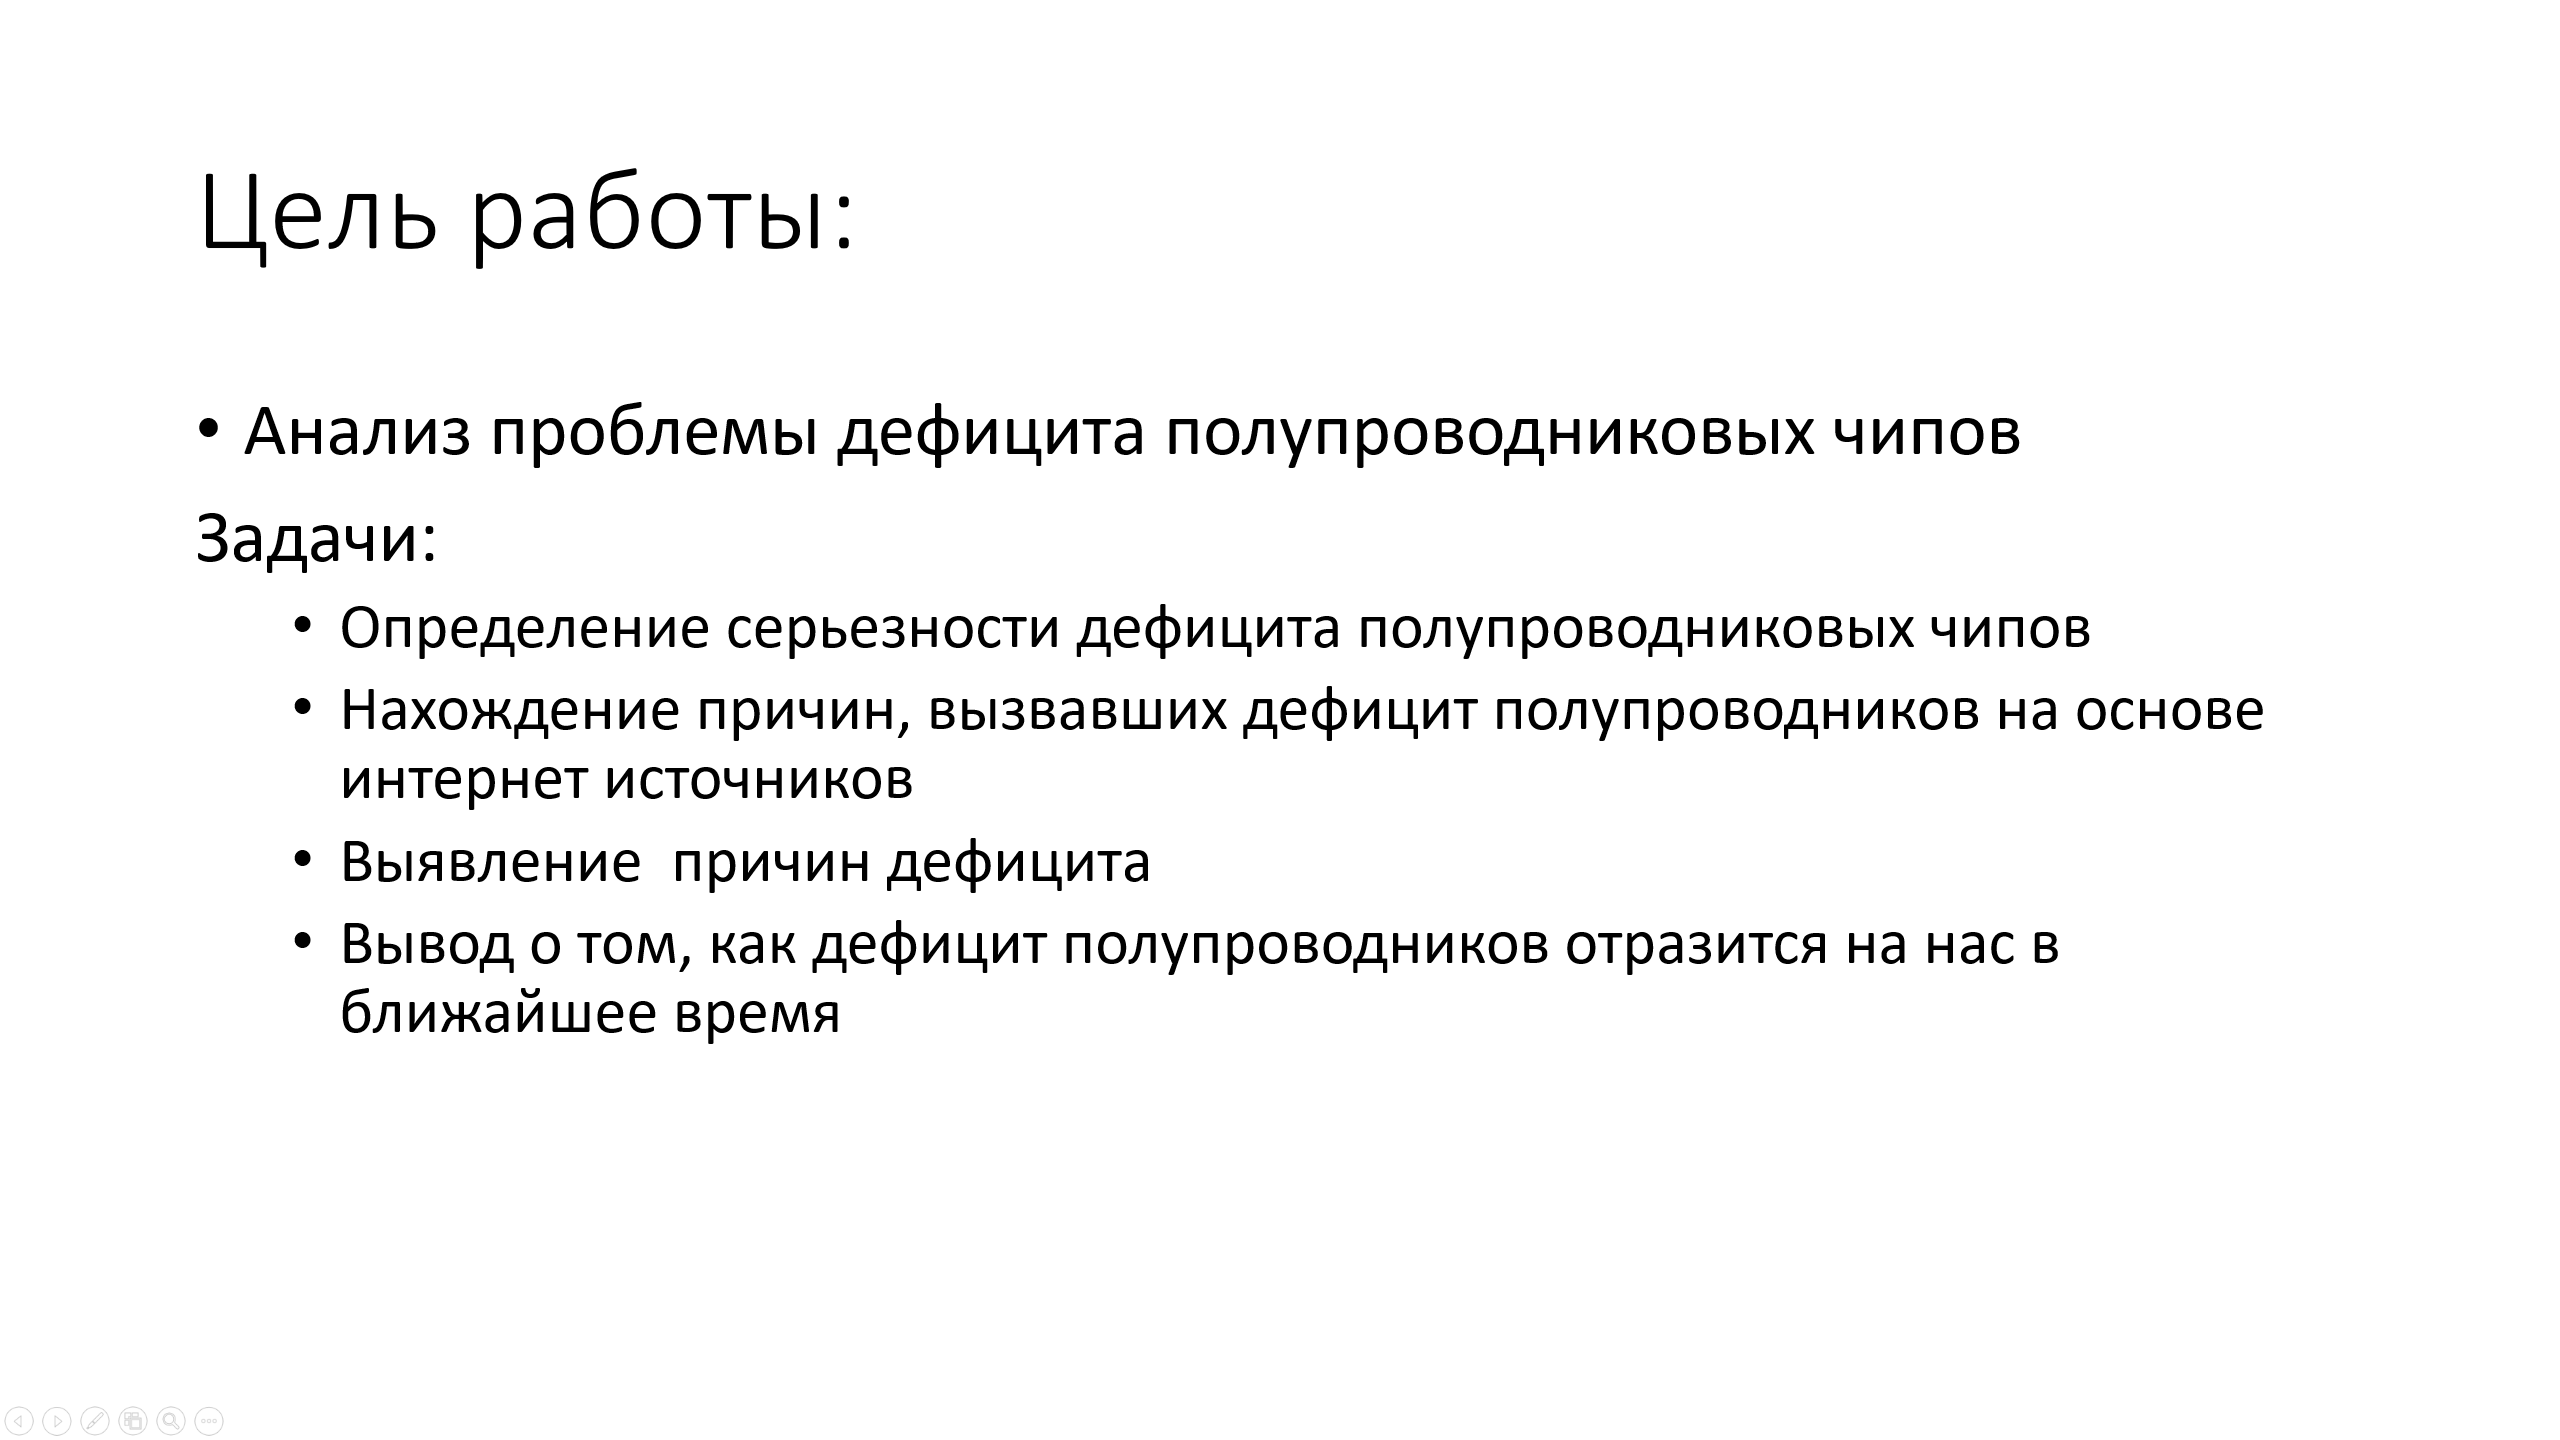 Цель работы:
• Анализ проблемы дефицита полупроводниковых чипов
Задачи:
• Определение серьезности дефицита полупроводниковых чипов
• Нахождение причин, вызвавших дефицит полупроводников на основе
интернет источников
• Выявление  причин дефицита
• Вывод о том, как дефицит полупроводников отразится на нас в
ближайшее время